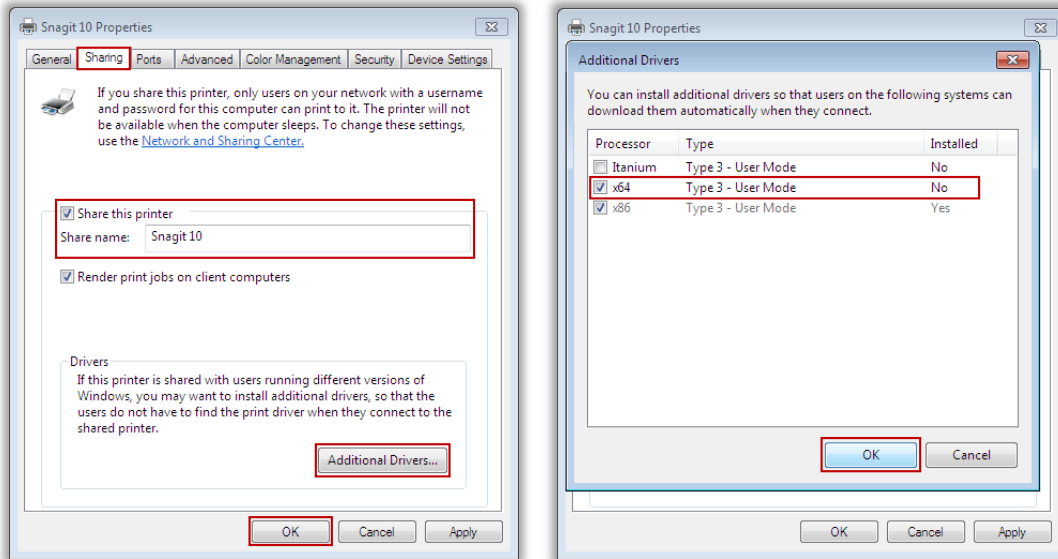 Snagit 10 Properties
General Sharing Ports Advanced Color Management Security Device Settings
If you share this printer, only users on your network with a username
and password for this computer can print to it. The printer will not
be available when the computer sleeps. To change these settings,
use the Network and Sharing Center.
Share this printer
Share name: Snagit 10
Render print jobs on client computers
Drivers
If this printer is shared with users running different versions of
Windows, you may want to install additional drivers, so that the
users do not have to find the print driver when they connect to the
shared printer.
Additional Drivers...
OK Cancel Apply
Snagit 10 Properties
Additional Drivers
You can install additional drivers so that users on the following systems can
download them automatically when they connect.
Processor Type Installed
Itanium Type 3 - User Mode No
x64 Type 3 - User Mode No
x86 Type 3 - User Mode Yes
OK Cancel
OK Cancel Apply